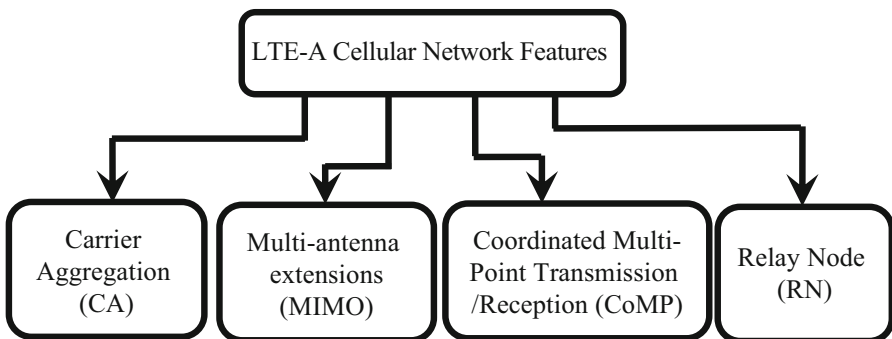 LTE-A Cellular Network Features
Carrier
Aggregation
(CA)
Multi-antenna
extensions
(MIMO)
Coordinated Multi-
Point Transmission
/Reception (CoMP)
Relay Node
(RN)